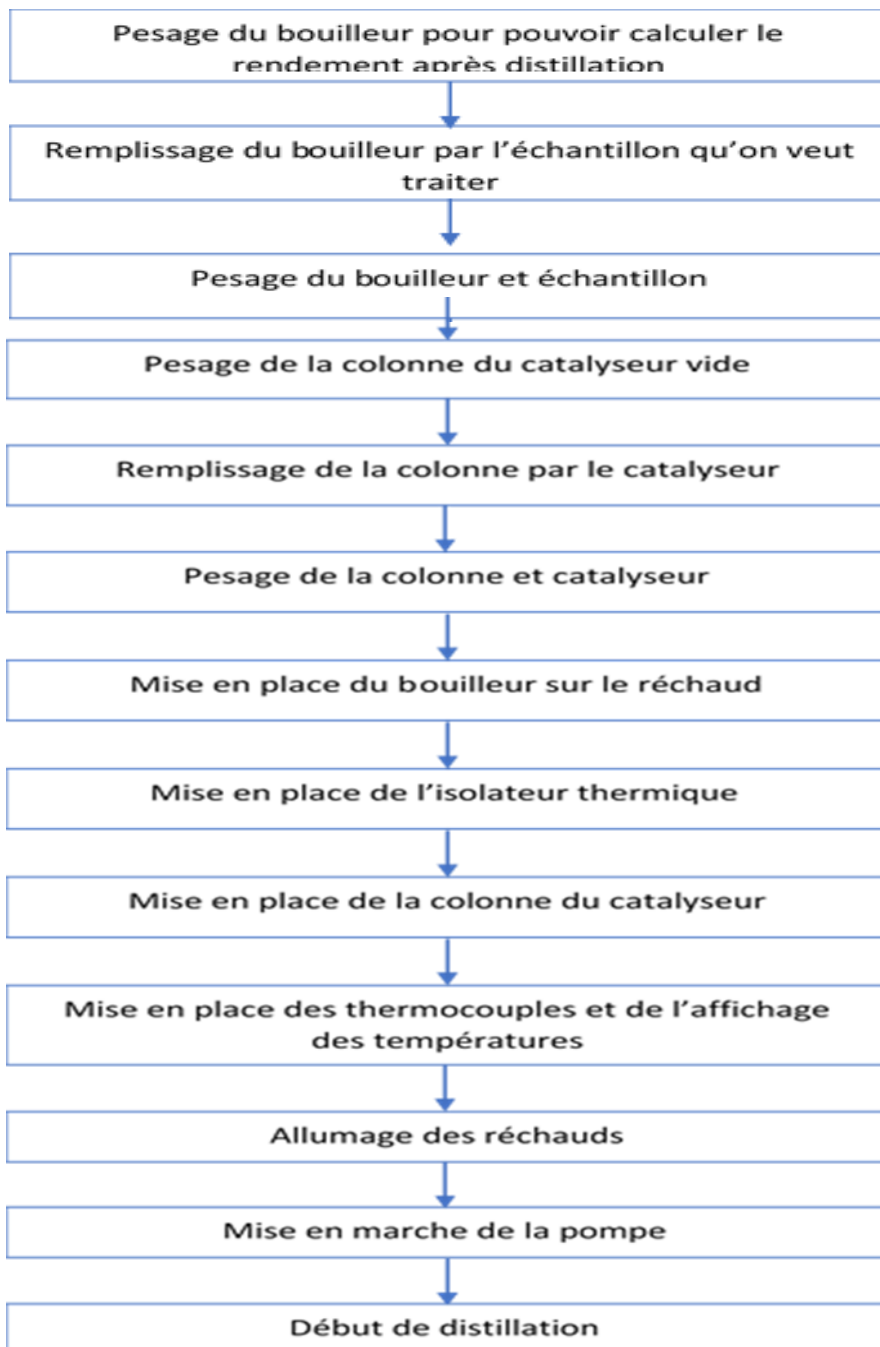 Pesage du bouilleur pour pouvoir calculer le
rendement après distillation
Remplissage du bouilleur par l'échantillon qu'on veut
traiter
Pesage du bouilleur et échantillon
Pesage de la colonne du catalyseur vide
Remplissage de la colonne par le catalyseur
Pesage de la colonne et catalyseur
Mise en place du bouilleur sur le réchaud
Mise en place de l'isolateur thermique
Mise en place de la colonne du catalyseur
Mise en place des thermocouples et de l'affichage
des températures
Allumage des réchauds
Mise en marche de la pompe
Début de distillation